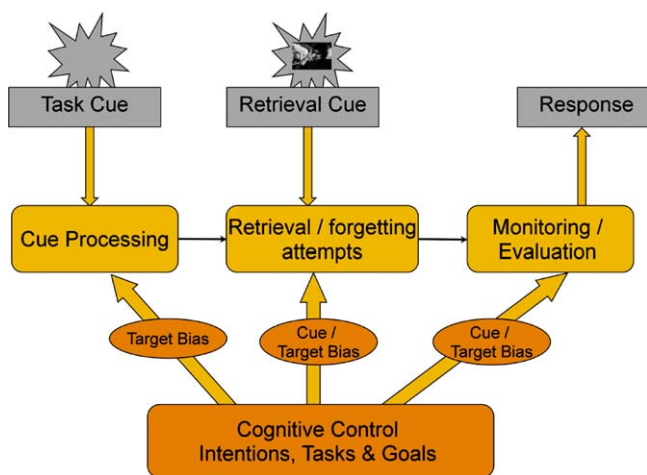 Task Cue
Retrieval Cue
Response
Cue Processing
Retrieval / forgetting
attempts
Monitoring /
Evaluation
Target Bias
Cue /
Target Bias
Cue /
Target Bias
Cognitive Control
Intentions, Tasks & Goals